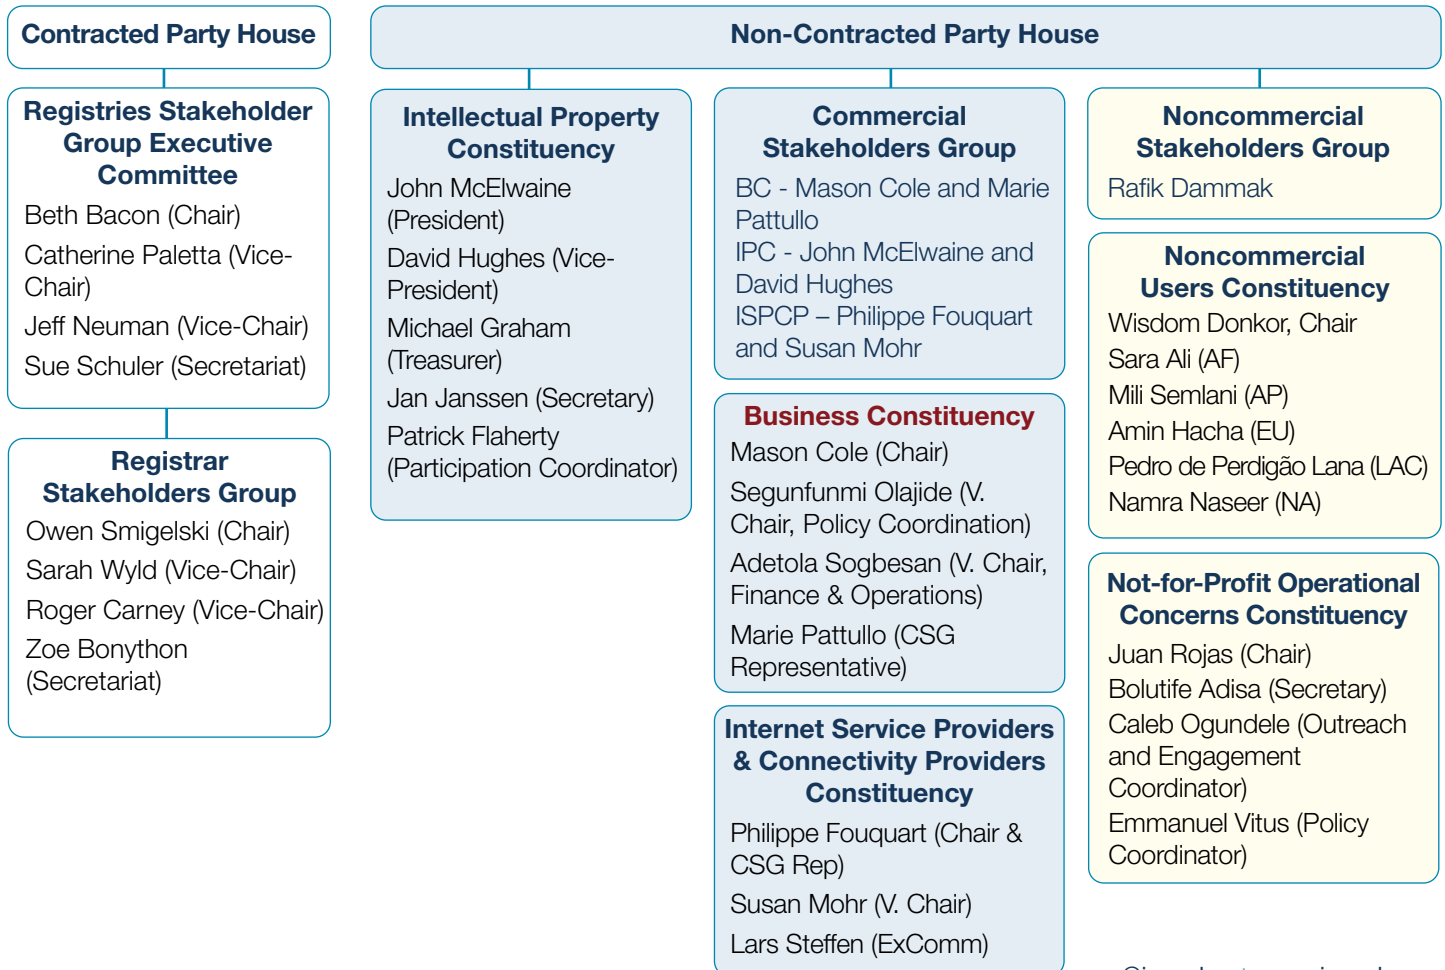 Contracted Party House
Non-Contracted Party House
Registries Stakeholder
Group Executive
Committee
Beth Bacon (Chair)
Catherine Paletta (Vice-
Chair)
Jeff Neuman (Vice-Chair)
Sue Schuler (Secretariat)
Registrar
Stakeholders Group
Owen Smigelski (Chair)
Sarah Wyld (Vice-Chair)
Roger Carney (Vice-Chair)
Zoe Bonython
(Secretariat)
Intellectual Property
Constituency
John McElwaine
(President)
David Hughes (Vice-
President)
Michael Graham
(Treasurer)
Jan Janssen (Secretary)
Patrick Flaherty
(Participation Coordinator)
Commercial
Stakeholders Group
BC - Mason Cole and Marie
Pattullo
IPC - John McElwaine and
David Hughes
ISPCP – Philippe Fouquart
and Susan Mohr
Business Constituency
Mason Cole (Chair)
Segunfunmi Olajide (V.
Chair, Policy Coordination)
Adetola Sogbesan (V. Chair,
Finance & Operations)
Marie Pattullo (CSG
Representative)
Internet Service Providers
& Connectivity Providers
Constituency
Philippe Fouquart (Chair &
CSG Rep)
Susan Mohr (V. Chair)
Lars Steffen (ExComm)
Noncommercial
Stakeholders Group
Rafik Dammak
Noncommercial
Users Constituency
Wisdom Donkor, Chair
Sara Ali (AF)
Mili Semlani (AP)
Amin Hacha (EU)
Pedro de Perdigão Lana (LAC)
Namra Naseer (NA)
Not-for-Profit Operational
Concerns Constituency
Juan Rojas (Chair)
Bolutife Adisa (Secretary)
Caleb Ogundele (Outreach
and Engagement
Coordinator)
Emmanuel Vitus (Policy
Coordinator)